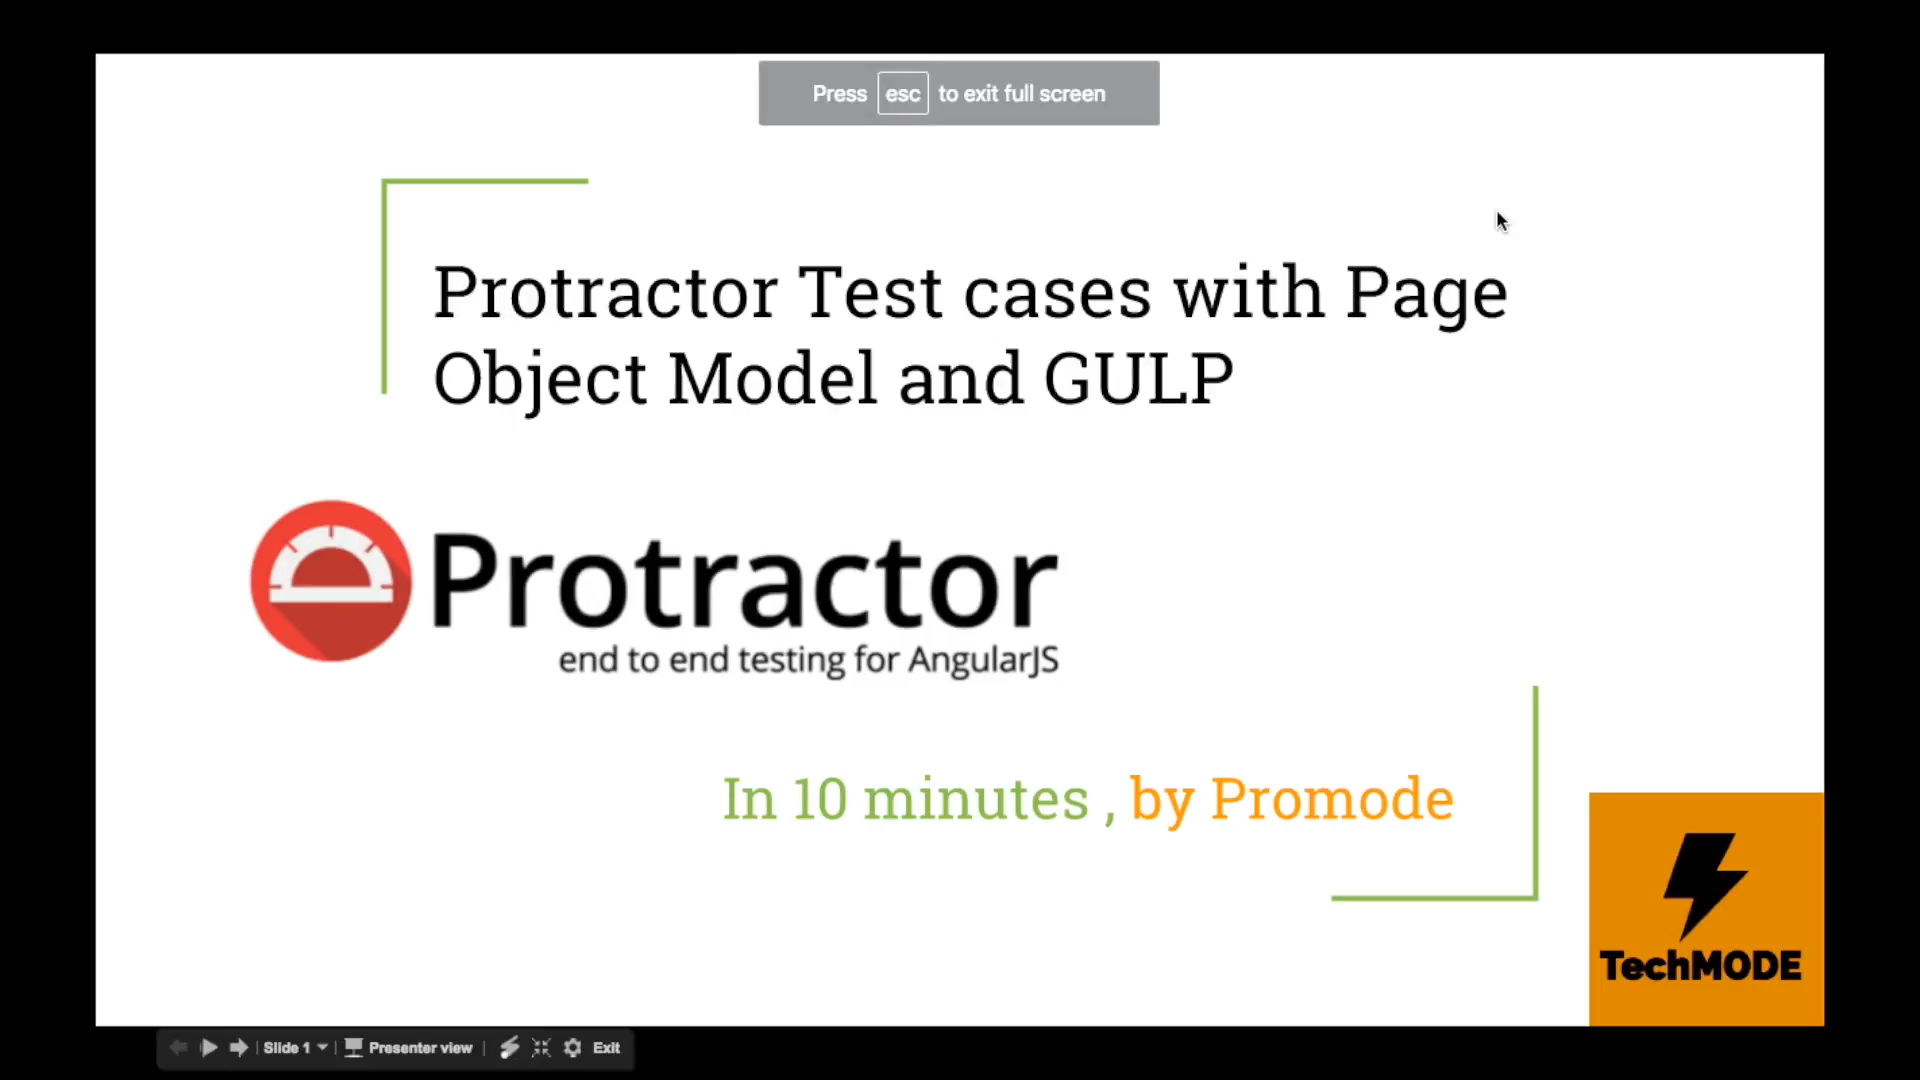 Press esc to exit full screen
Protractor Test cases with Page
Object Model and GULP
Protractor
end to end testing for AngularJS
In 10 minutes , by Promode
TechMODE
Slide 1 Presenter view Exit